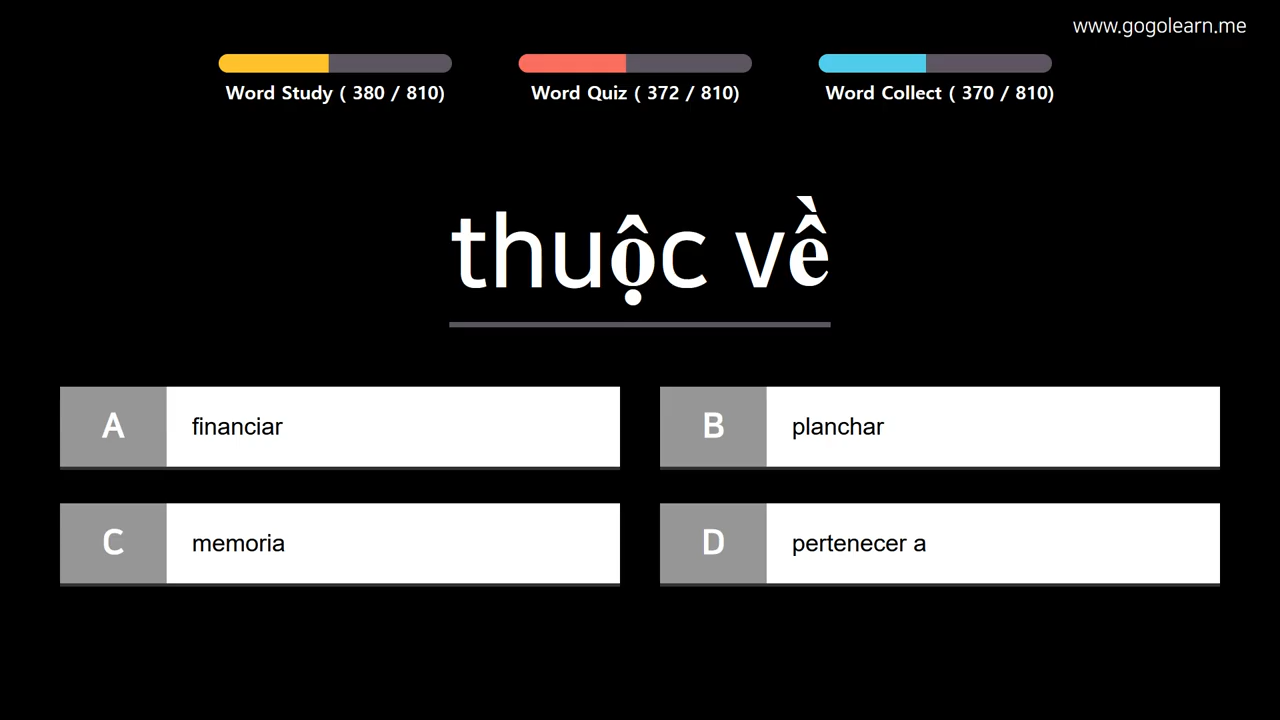 www.gogolearn.me
Word Study ( 380 / 810)
Word Quiz ( 372 / 810)
Word Collect ( 370 / 810)
thuộc về
A financiar
B planchar
C memoria
D pertenecer a